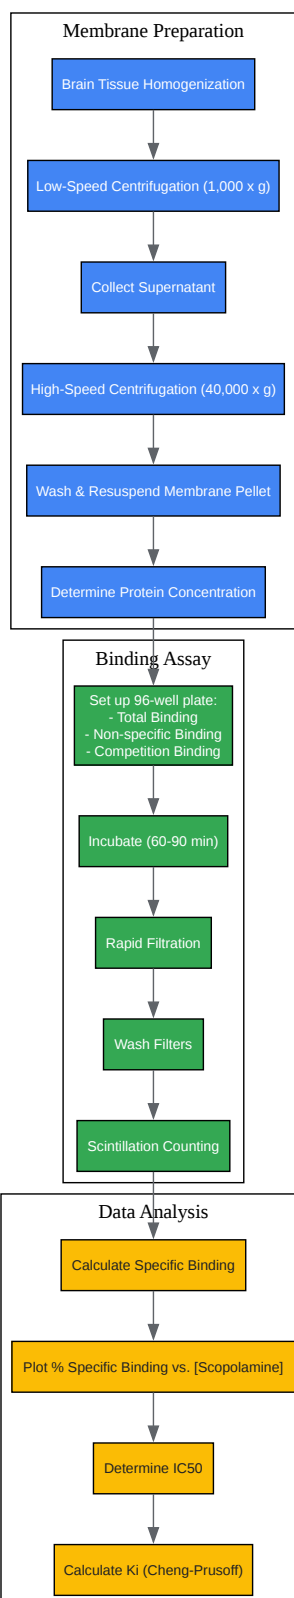 Membrane Preparation
Brain Tissue Homogenization
Low-Speed Centrifugation (1,000 x g)
Collect Supernatant
High-Speed Centrifugation (40,000 x g)
Wash & Resuspend Membrane Pellet
Determine Protein Concentration
Binding Assay
Set up 96-well plate:
- Total Binding
- Non-specific Binding
- Competition Binding
Incubate (60-90 min)
Rapid Filtration
Wash Filters
Scintillation Counting
Data Analysis
Calculate Specific Binding
Plot % Specific Binding vs. [Scopolamine]
Determine IC50
Calculate Ki (Cheng-Prusoff)